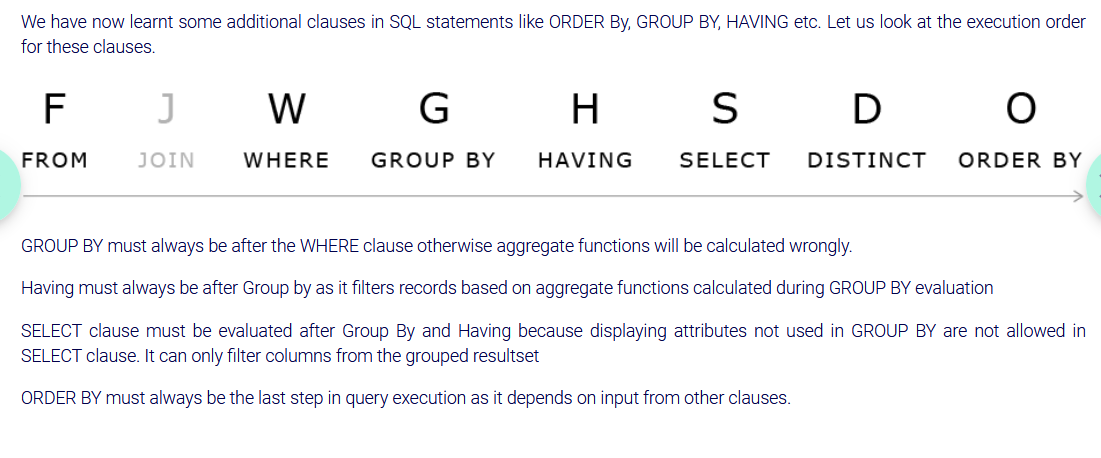 We have now learnt some additional clauses in SQL statements like ORDER By, GROUP BY, HAVING etc. Let us look at the execution order
for these clauses.
F J W G H S D O
FROM JOIN WHERE GROUP BY HAVING SELECT DISTINCT ORDER BY
GROUP BY must always be after the WHERE clause otherwise aggregate functions will be calculated wrongly.
Having must always be after Group by as it filters records based on aggregate functions calculated during GROUP BY evaluation
SELECT clause must be evaluated after Group By and Having because displaying attributes not used in GROUP BY are not allowed in
SELECT clause. It can only filter columns from the grouped resultset
ORDER BY must always be the last step in query execution as it depends on input from other clauses.